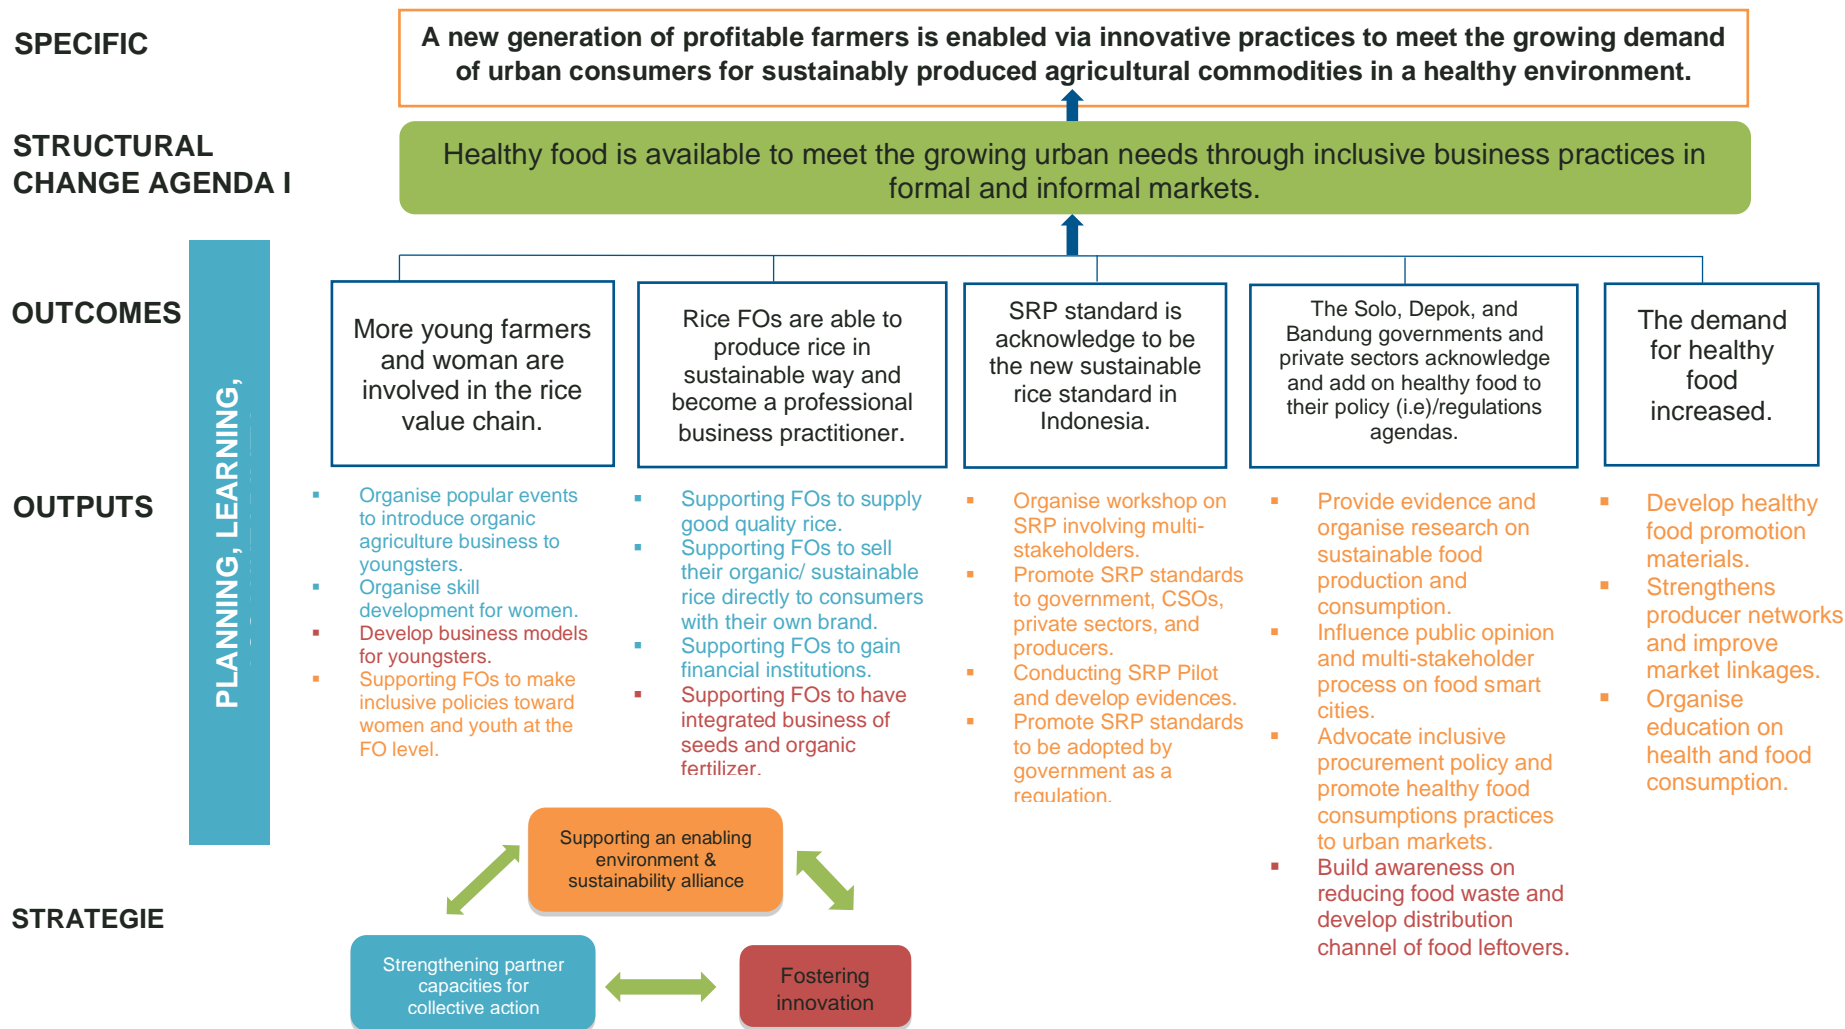 SPECIFIC
A new generation of profitable farmers is enabled via innovative practices to meet the growing demand
of urban consumers for sustainably produced agricultural commodities in a healthy environment.
STRUCTURAL
CHANGE AGENDA I
Healthy food is available to meet the growing urban needs through inclusive business practices in
formal and informal markets.
PLANNING, LEARNING,
OUTCOMES
More young farmers
and woman are
involved in the rice
value chain.
Rice FOs are able to
produce rice in
sustainable way and
become a professional
business practitioner.
SRP standard is
acknowledge to be
the new sustainable
rice standard in
Indonesia.
The Solo, Depok, and
Bandung governments and
private sectors acknowledge
and add on healthy food to
their policy (i.e)/regulations
agendas.
The demand
for healthy
food
increased.
OUTPUTS
▪ Organise popular events
to introduce organic
agriculture business to
youngsters.
▪ Organise skill
development for women.
▪ Develop business models
for youngsters.
▪ Supporting FOs to make
inclusive policies toward
women and youth at the
FO level.
▪ Supporting FOs to supply
good quality rice.
▪ Supporting FOs to sell
their organic/ sustainable
rice directly to consumers
with their own brand.
▪ Supporting FOs to gain
financial institutions.
▪ Supporting FOs to have
integrated business of
seeds and organic
fertilizer.
▪ Organise workshop on
SRP involving multi-
stakeholders.
▪ Promote SRP standards
to government, CSOs,
private sectors, and
producers.
▪ Conducting SRP Pilot
and develop evidences.
▪ Promote SRP standards
to be adopted by
government as a
regulation.
▪ Provide evidence and
organise research on
sustainable food
production and
consumption.
▪ Influence public opinion
and multi-stakeholder
process on food smart
cities.
▪ Advocate inclusive
procurement policy and
promote healthy food
consumptions practices
to urban markets.
▪ Build awareness on
reducing food waste and
develop distribution
channel of food leftovers.
▪ Develop healthy
food promotion
materials.
▪ Strengthens
producer networks
and improve
market linkages.
▪ Organise
education on
health and food
consumption.
STRATEGIE
Supporting an enabling
environment &
sustainability alliance
Strengthening partner
capacities for
collective action
Fostering
innovation